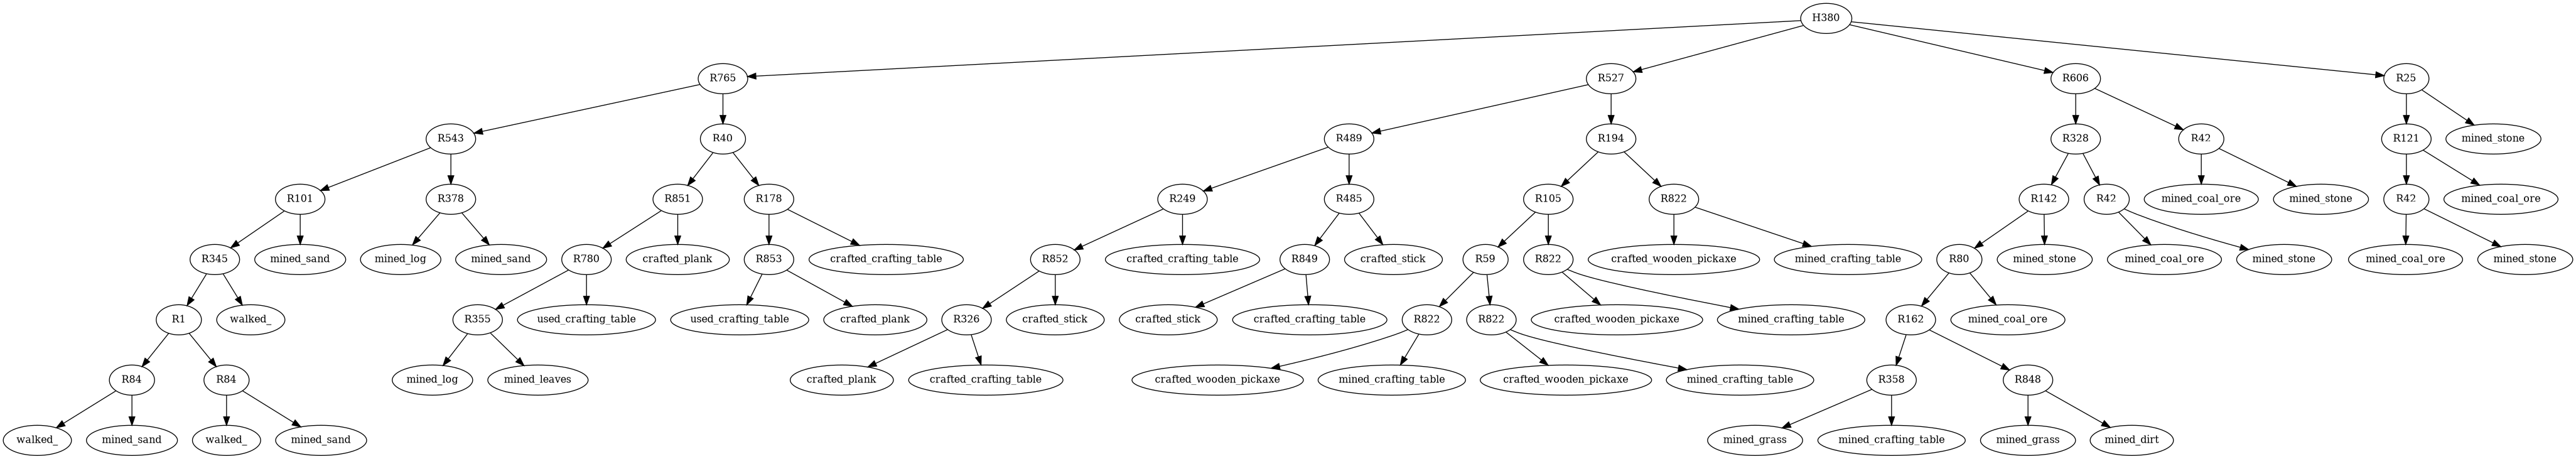 H380
R765
R527
R606
R25
R543
R40
R489
R194
R328
R42
R121
mined_stone
R101
R378
R851
R178
R249
R485
R105
R822
R142
R42
mined_coal_ore
mined_stone
R42
mined_coal_ore
R345
mined_sand
mined_log
mined_sand
R780
crafted_plank
R853
crafted_crafting_table
R852
crafted_crafting_table
R849
crafted_stick
R59
R822
crafted_wooden_pickaxe
mined_crafting_table
R80
mined_stone
mined_coal_ore
mined_stone
mined_coal_ore
mined_stone
R1
walked_
R355
used_crafting_table
used_crafting_table
crafted_plank
R326
crafted_stick
crafted_stick
crafted_crafting_table
R822
R822
crafted_wooden_pickaxe
mined_crafting_table
R162
mined_coal_ore
R84
R84
mined_log
mined_leaves
crafted_plank
crafted_crafting_table
crafted_wooden_pickaxe
mined_crafting_table
crafted_wooden_pickaxe
mined_crafting_table
R358
R848
walked_
mined_sand
walked_
mined_sand
mined_grass
mined_crafting_table
mined_grass
mined_dirt